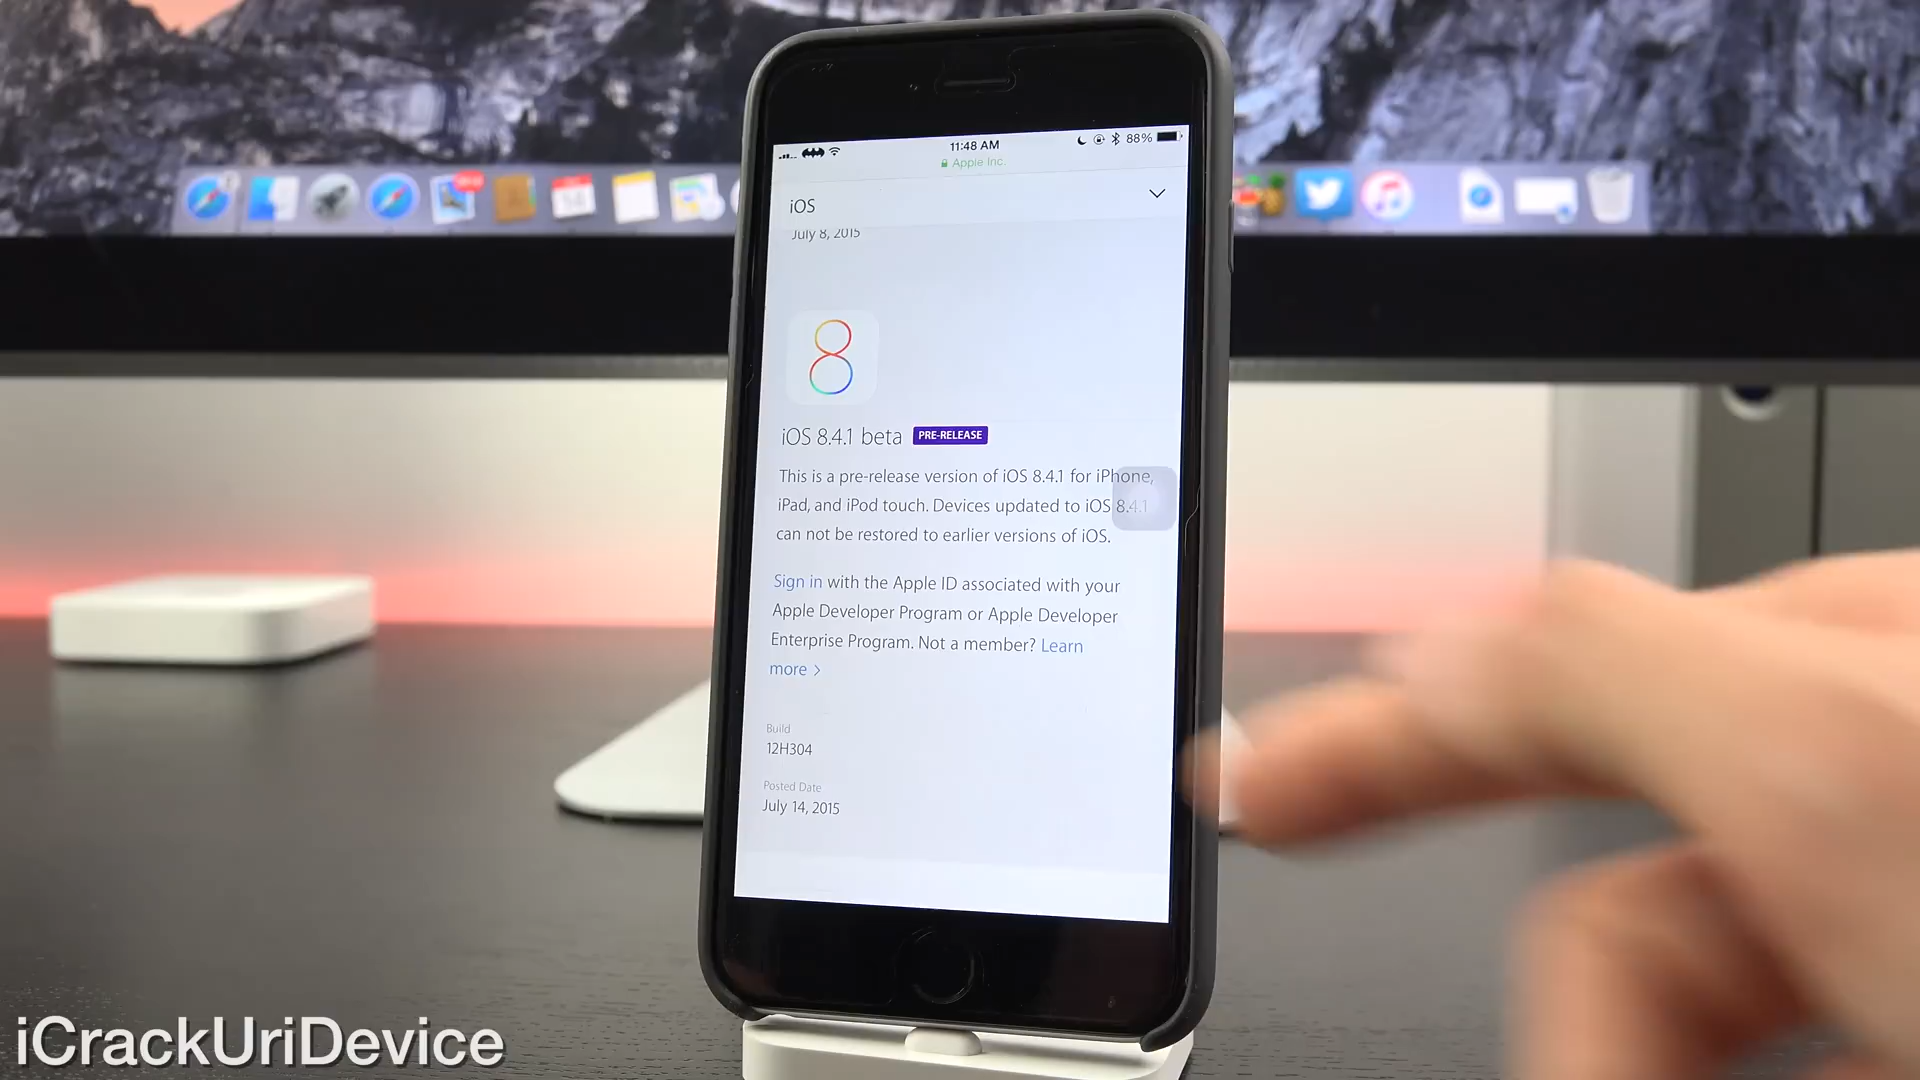 11:48 AM
88%
Apple Inc.
iOS
July 8, 2015
iOS 8.4.1 beta PRE-RELEASE
This is a pre-release version of iOS 8.4.1 for iPhone,
iPad, and iPod touch. Devices updated to iOS 8.4.1
can not be restored to earlier versions of iOS.
Sign in with the Apple ID associated with your
Apple Developer Program or Apple Developer
Enterprise Program. Not a member? Learn
more >
Build
12H304
Posted Date
July 14, 2015
iCrackUriDevice